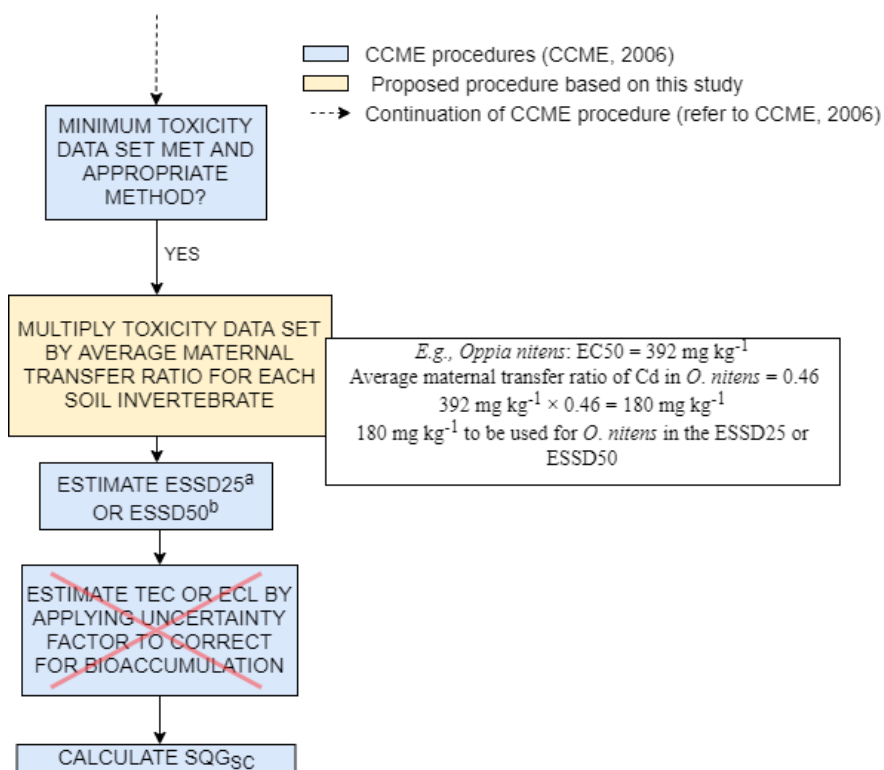 CCME procedures (CCME, 2006)
Proposed procedure based on this study
Continuation of CCME procedure (refer to CCME, 2006)
MINIMUM TOXICITY
DATA SET MET AND
APPROPRIATE
METHOD?
YES
MULTIPLY TOXICITY DATA SET
BY AVERAGE MATERNAL
TRANSFER RATIO FOR EACH
SOIL INVERTEBRATE
E.g., Oppia nitens: EC50 = 392 mg kg⁻¹
Average maternal transfer ratio of Cd in O. nitens = 0.46
392 mg kg⁻¹ × 0.46 = 180 mg kg⁻¹
180 mg kg⁻¹ to be used for O. nitens in the ESSD25 or
ESSD50
ESTIMATE ESSD25ᵃ
OR ESSD50ᵇ
ESTIMATE TEC OR ECL BY
APPLYING UNCERTAINTY
FACTOR TO CORRECT
FOR BIOACCUMULATION
CALCULATE SQGSC